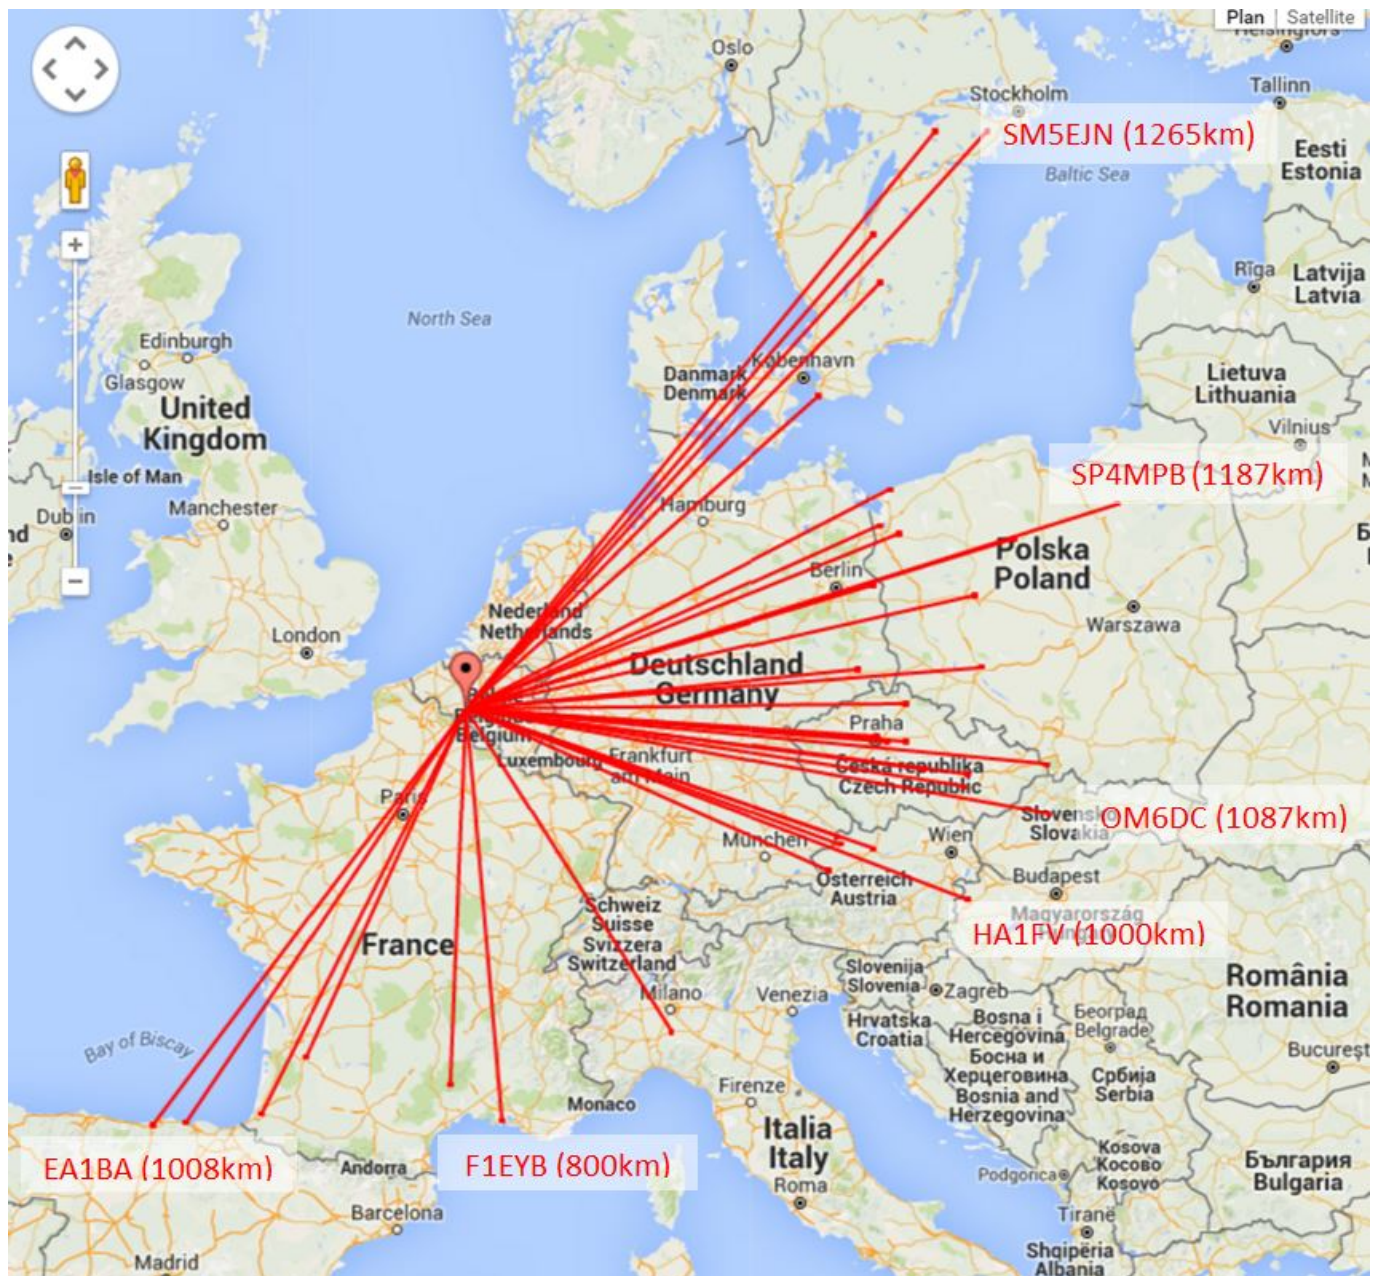 Plan
Satellite
Helsingfors
Oslo
Tallinn
Stockholm
SM5EJN (1265km)
Eesti
Estonia
Baltic Sea
Rīga
Latvija
Latvia
North Sea
Edinburgh
København
Glasgow
Danmark
Denmark
Lietuva
Lithuania
United
Kingdom
Vilnius
Isle of Man
SP4MPB (1187km)
Manchester
Hamburg
Dublin
Polska
Poland
Berlin
Nederland
Netherlands
Warszawa
London
Deutschland
Germany
Belgium
Praha
Luxembourg
Frankfurt
am Main
Česká republika
Czech Republic
Paris
Slovensko
Slovakia
OM6DC (1087km)
München
Wien
Österreich
Austria
Budapest
Schweiz
Suisse
Svizzera
Switzerland
Magyarország
HA1FV (1000km)
France
Slovenija
Slovenia
România
Romania
Milano
Venezia
Zagreb
Hrvatska
Croatia
Bosna i
Hercegovina
Босна и
Херцеговина
Bosnia and
Herzegovina
Београд
Belgrade
Bay of Biscay
Bucureșt
Србија
Serbia
Firenze
Monaco
Italia
Italy
EA1BA (1008km)
Andorra
F1EYB (800km)
Kosova
Косово
Kosovo
България
Bulgaria
Podgorica
Roma
Barcelona
Tiranë
Madrid
Shqipëria
Albania